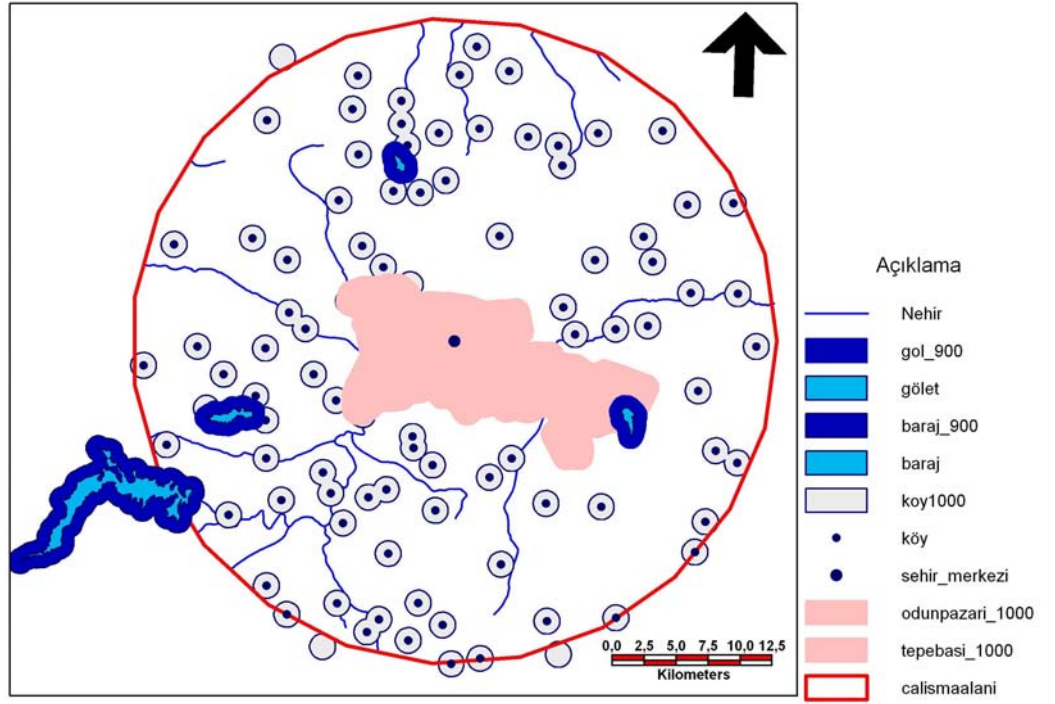 0,0 2,5 5,0 7,5 10,0 12,5
Kilometers
Açıklama
Nehir
gol_900
gölet
baraj_900
baraj
koy1000
köy
sehir_merkezi
odunpazari_1000
tepebasi_1000
calismaalani